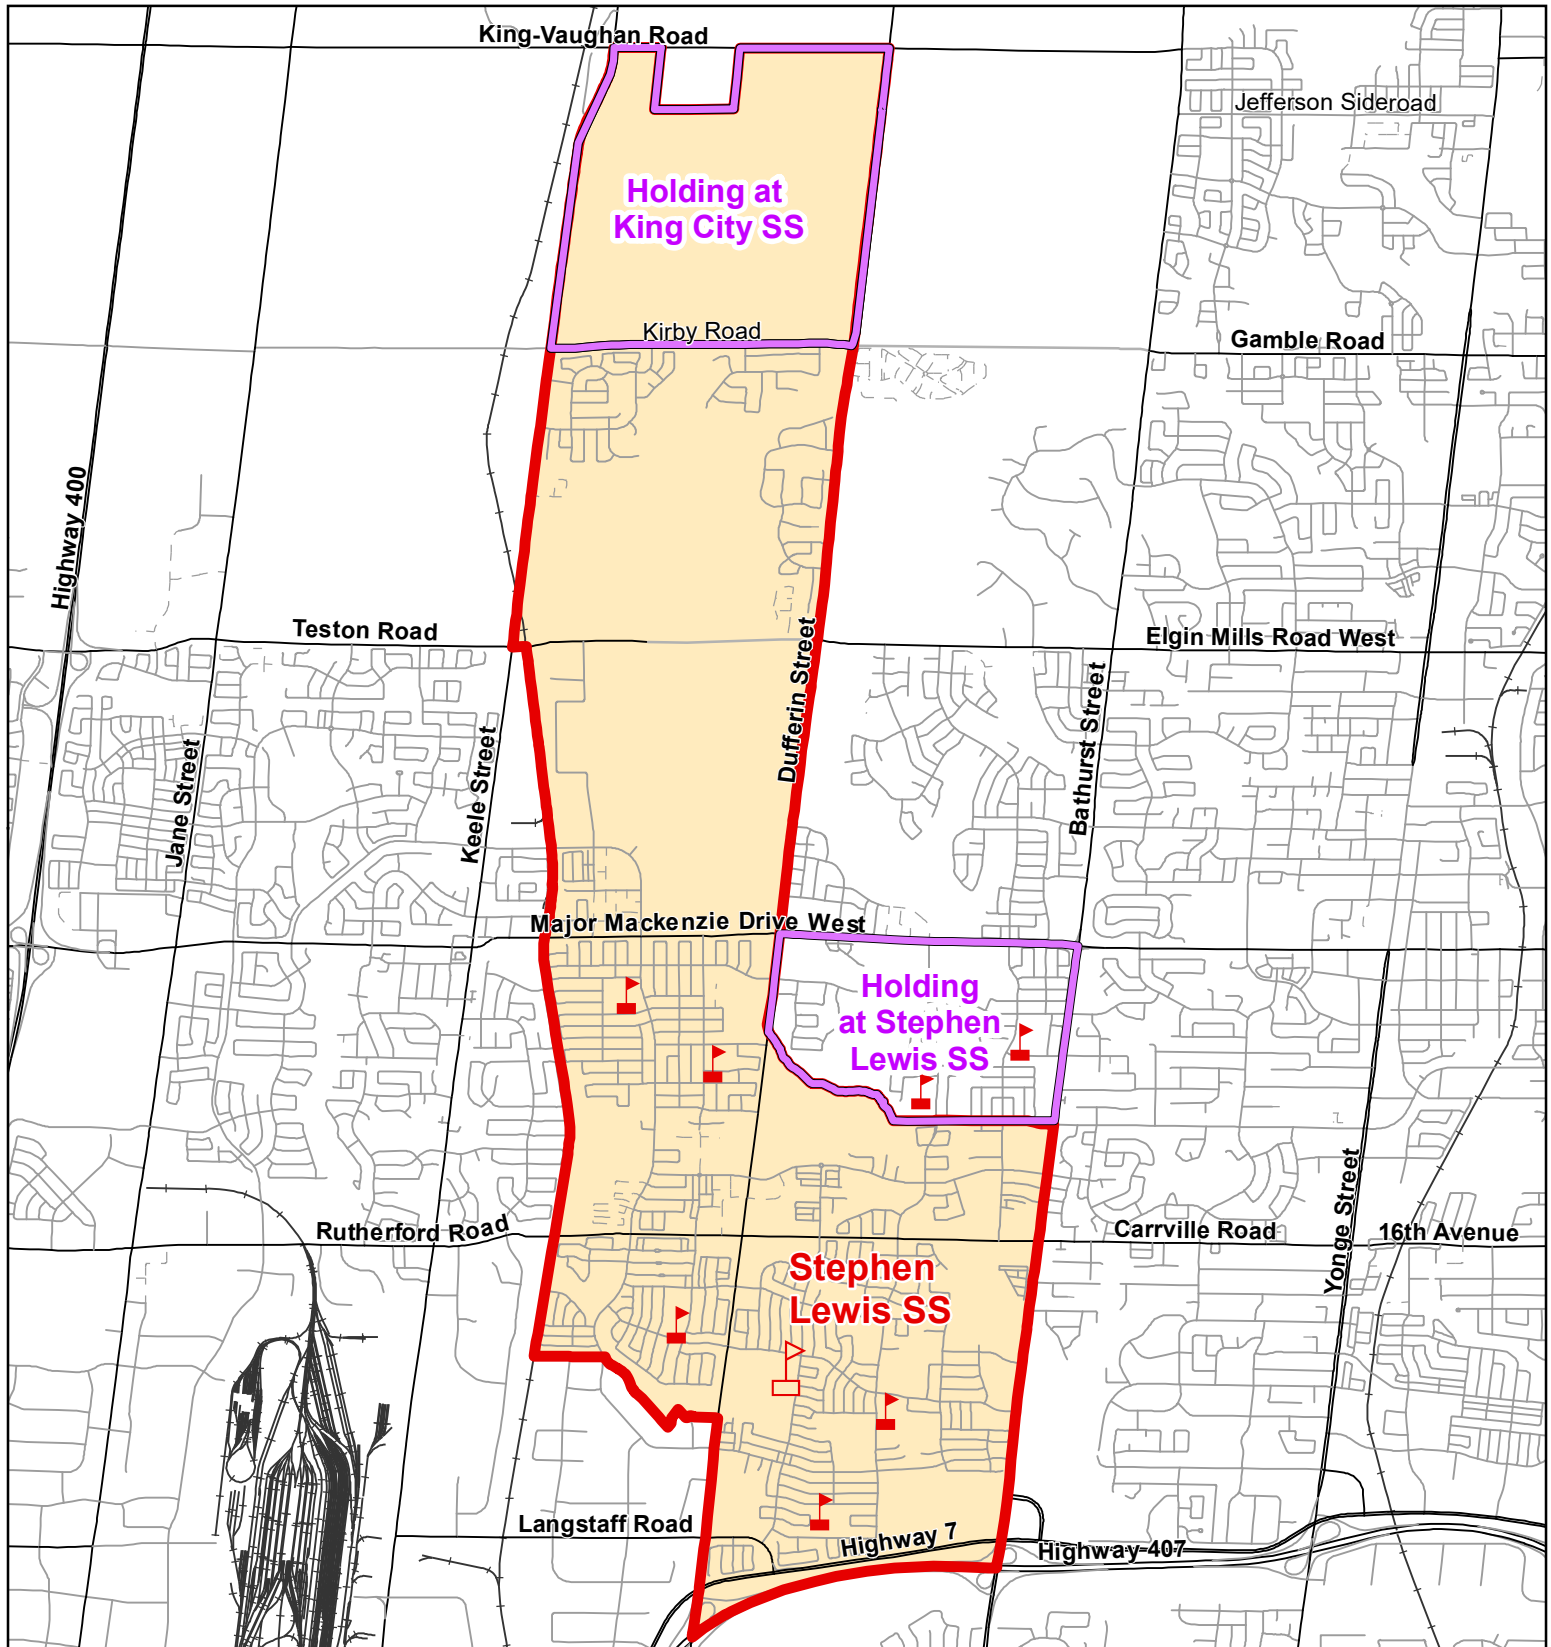 King-Vaughan Road
Jefferson Sideroad
Holding at
King City SS
Kirby Road
Gamble Road
Highway 400
Teston Road
Elgin Mills Road West
Dufferin Street
Bathurst Street
Jane Street
Keele Street
Major Mackenzie Drive West
Holding
at Stephen
Lewis SS
Yonge Street
Rutherford Road
Carrville Road
16th Avenue
Stephen
Lewis SS
Langstaff Road
Highway 7
Highway 407